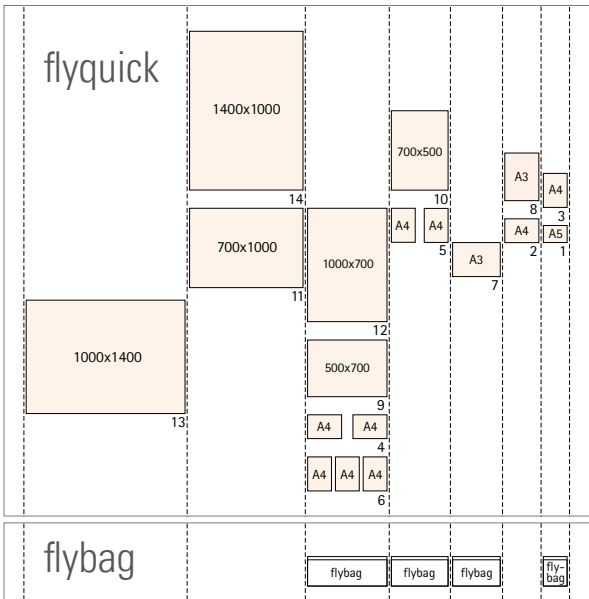 flyquick
1400x1000
14
700x500
10
A3
8
A4
3
A4 A4
5
A4
2
A5
1
700x1000
11
1000x700
12
A3
7
1000x1400
13
500x700
9
A4 A4
4
A4 A4 A4
6
flybag
flybag
flybag
flybag
fly-
bag